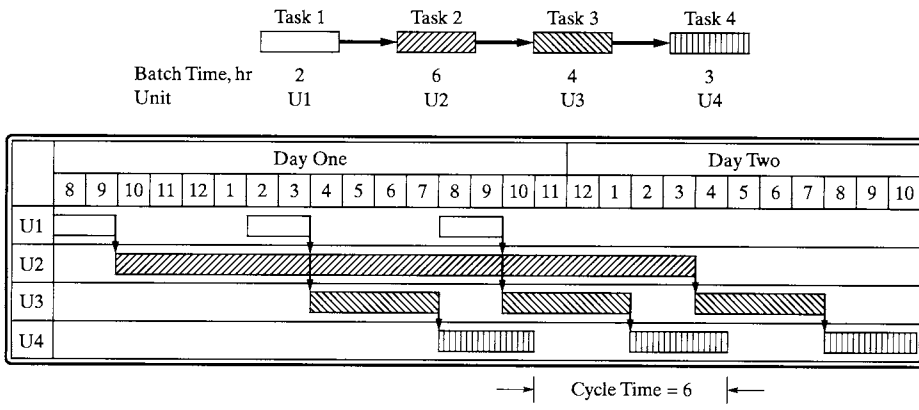 Task 1 Task 2 Task 3 Task 4
Batch Time, hr 2 6 4 3
Unit U1 U2 U3 U4
Day One Day Two
8 9 10 11 12 1 2 3 4 5 6 7 8 9 10 11 12 1 2 3 4 5 6 7 8 9 10
U1
U2
U3
U4
Cycle Time = 6